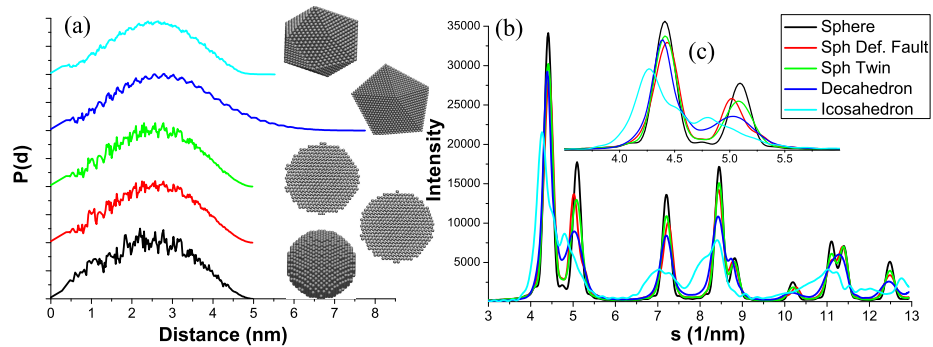 (a)
P(d)
0 1 2 3 4 5 6 7 8
Distance (nm)
(b)
(c)
Sphere
Sph Def. Fault
Sph Twin
Decahedron
Icosahedron
4.0 4.5 5.0 5.5
Intensity
35000
30000
25000
20000
15000
10000
5000
3 4 5 6 7 8 9 10 11 12 13
s (1/nm)